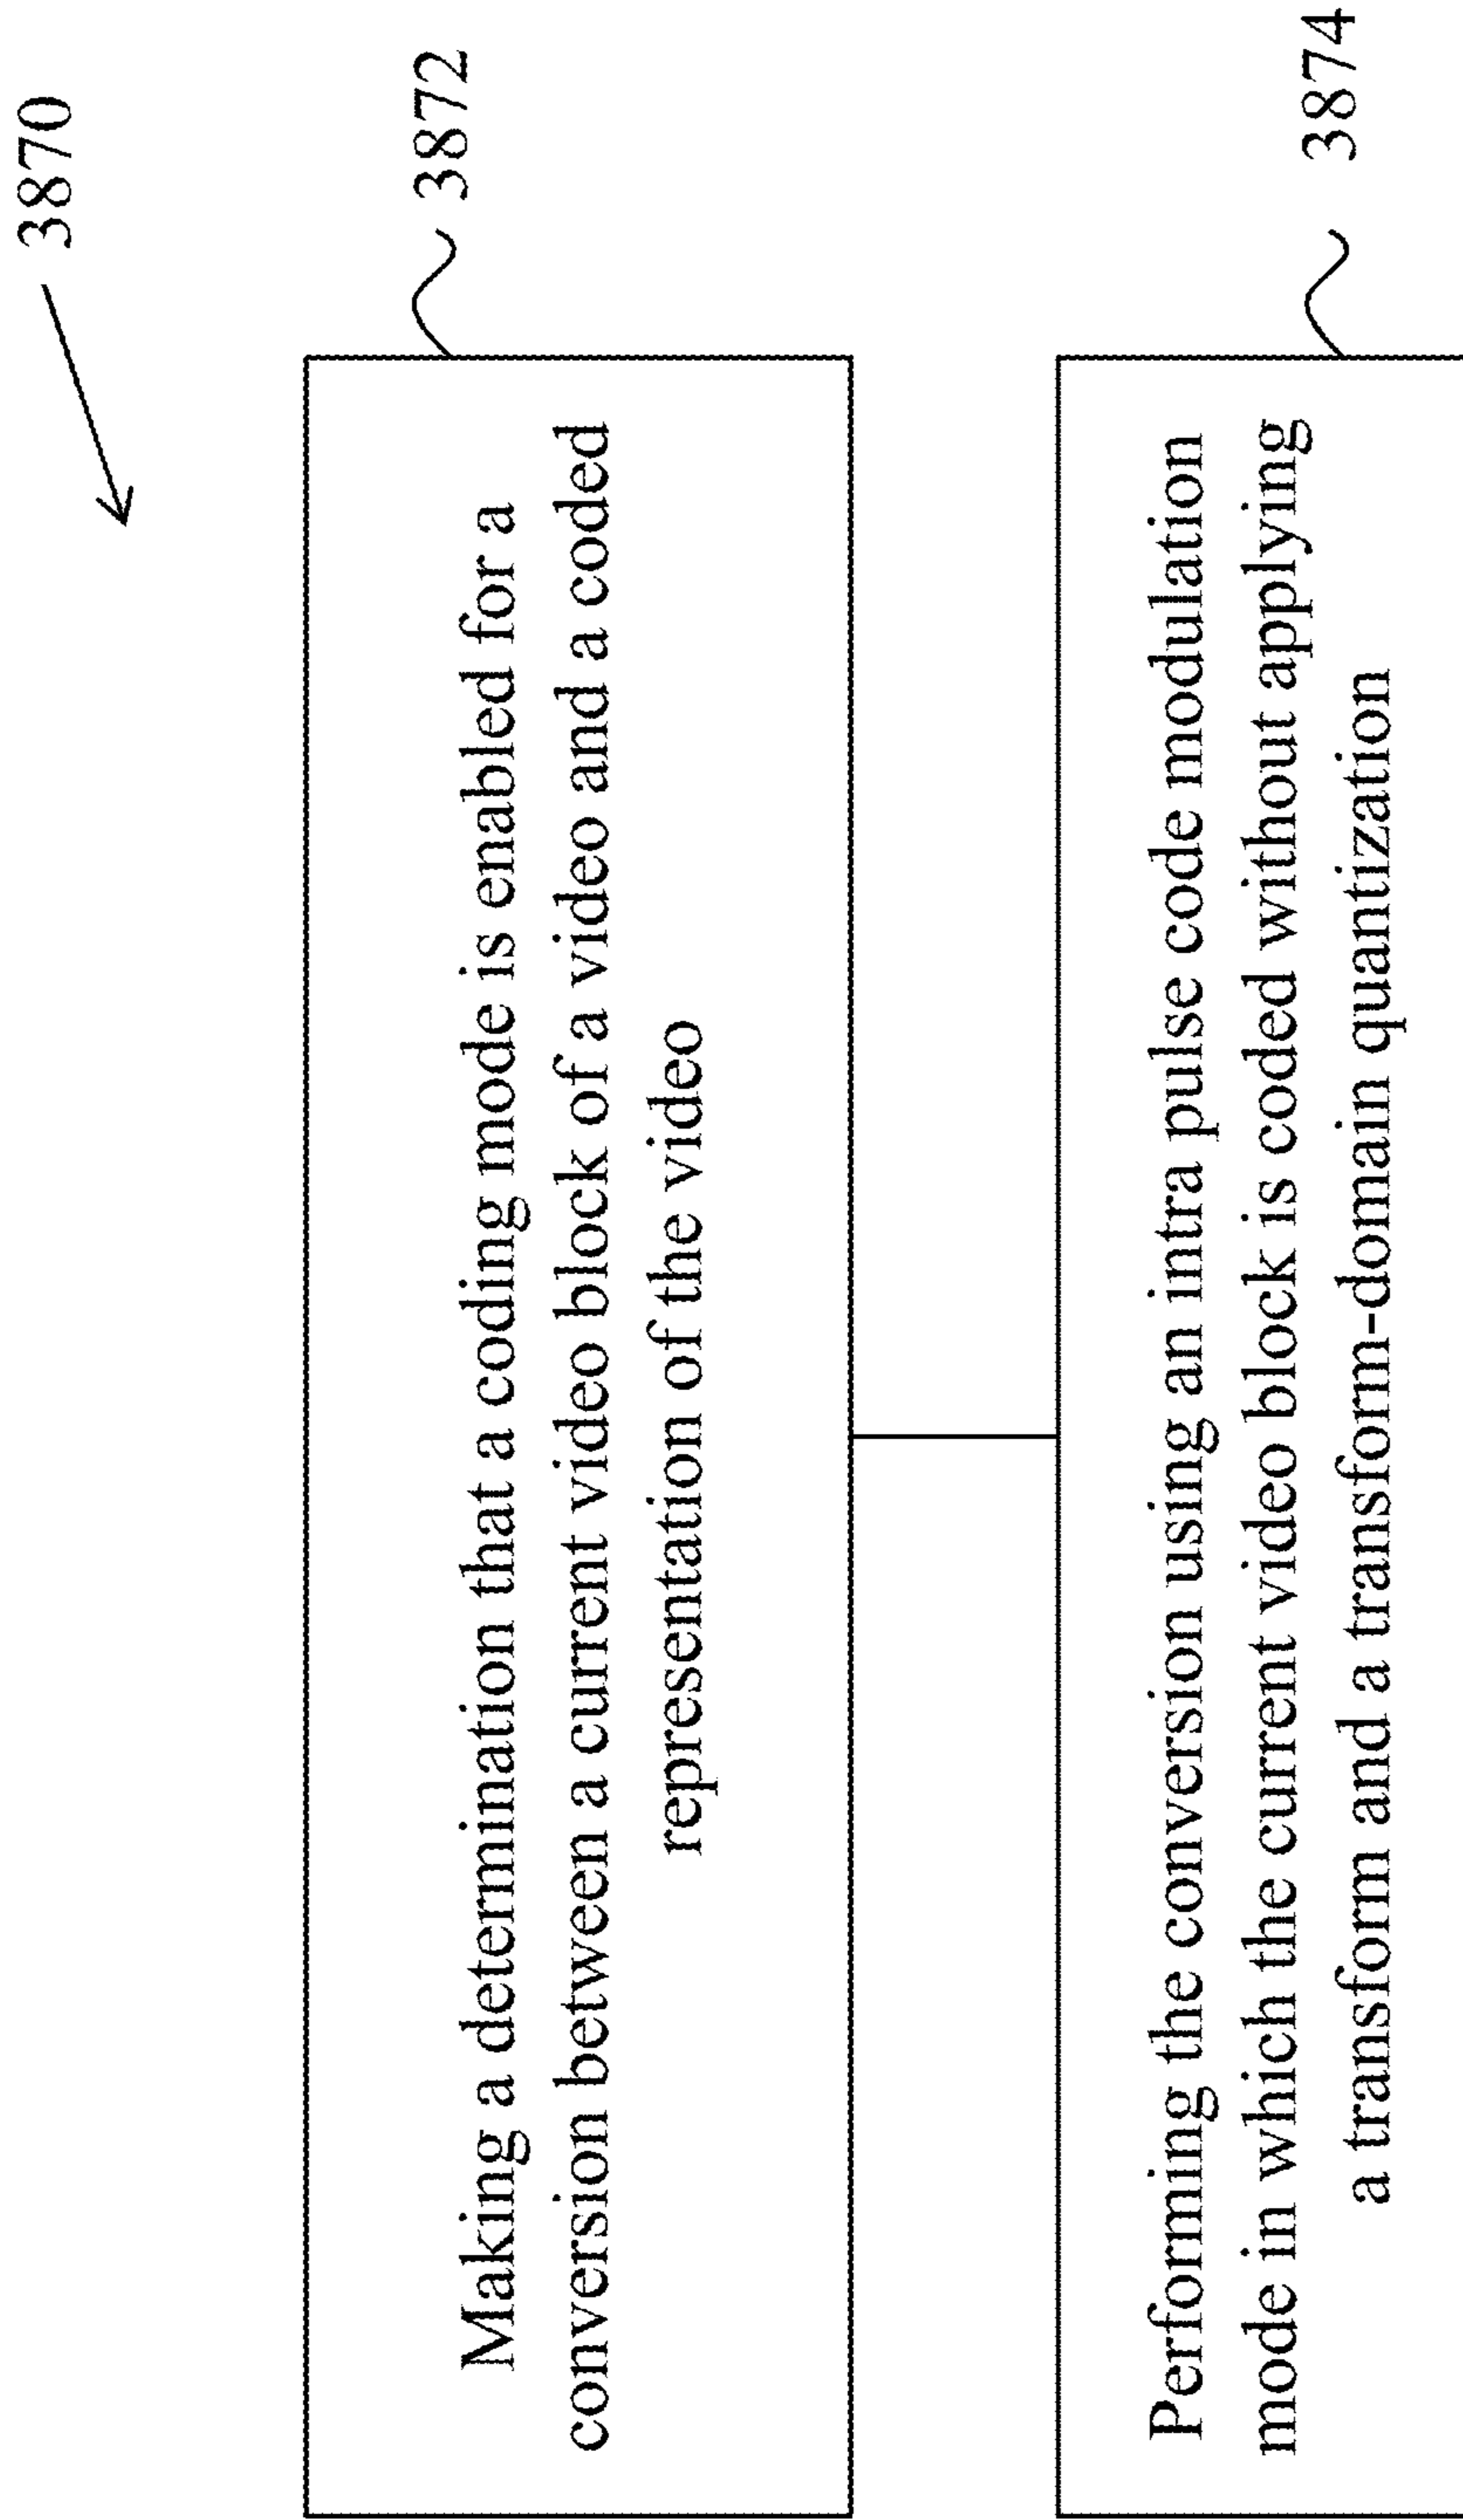 3870
3872
Making a determination that a coding mode is enabled for a
conversion between a current video block of a video and a coded
representation of the video
3874
Performing the conversion using an intra pulse code modulation
mode in which the current video block is coded without applying
a transform and a transform-domain quantization